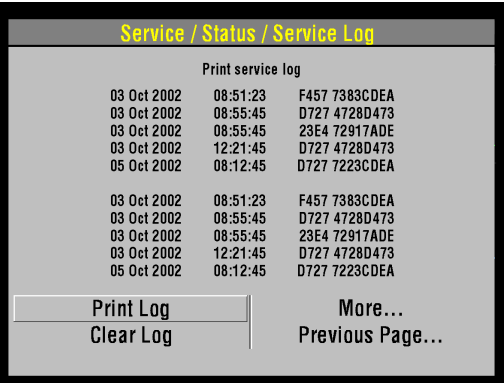 Service / Status / Service Log
Print service log
03 Oct 2002 08:51:23 F457 7383CDEA
03 Oct 2002 08:55:45 D727 4728D473
03 Oct 2002 08:55:45 23E4 72917ADE
03 Oct 2002 12:21:45 D727 4728D473
05 Oct 2002 08:12:45 D727 7223CDEA
03 Oct 2002 08:51:23 F457 7383CDEA
03 Oct 2002 08:55:45 D727 4728D473
03 Oct 2002 08:55:45 23E4 72917ADE
03 Oct 2002 12:21:45 D727 4728D473
05 Oct 2002 08:12:45 D727 7223CDEA
Print Log More...
Clear Log Previous Page...